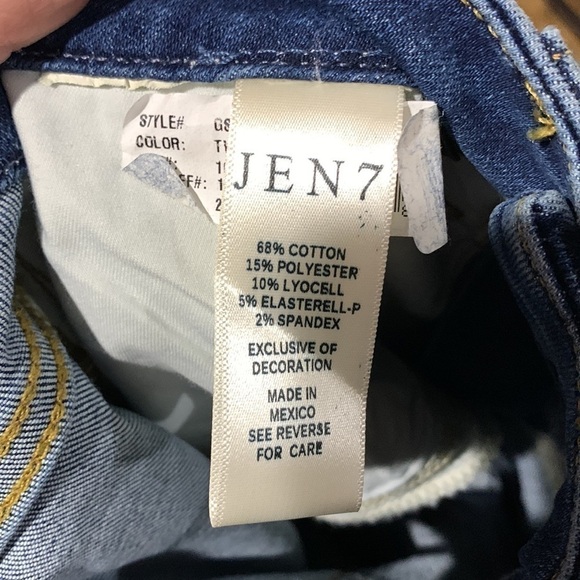 STYLE#
COLOR:
JEN7
68% COTTON
15% POLYESTER
10% LYOCELL
5% ELASTERELL-P
2% SPANDEX
EXCLUSIVE OF
DECORATION
MADE IN
MEXICO
SEE REVERSE
FOR CARE